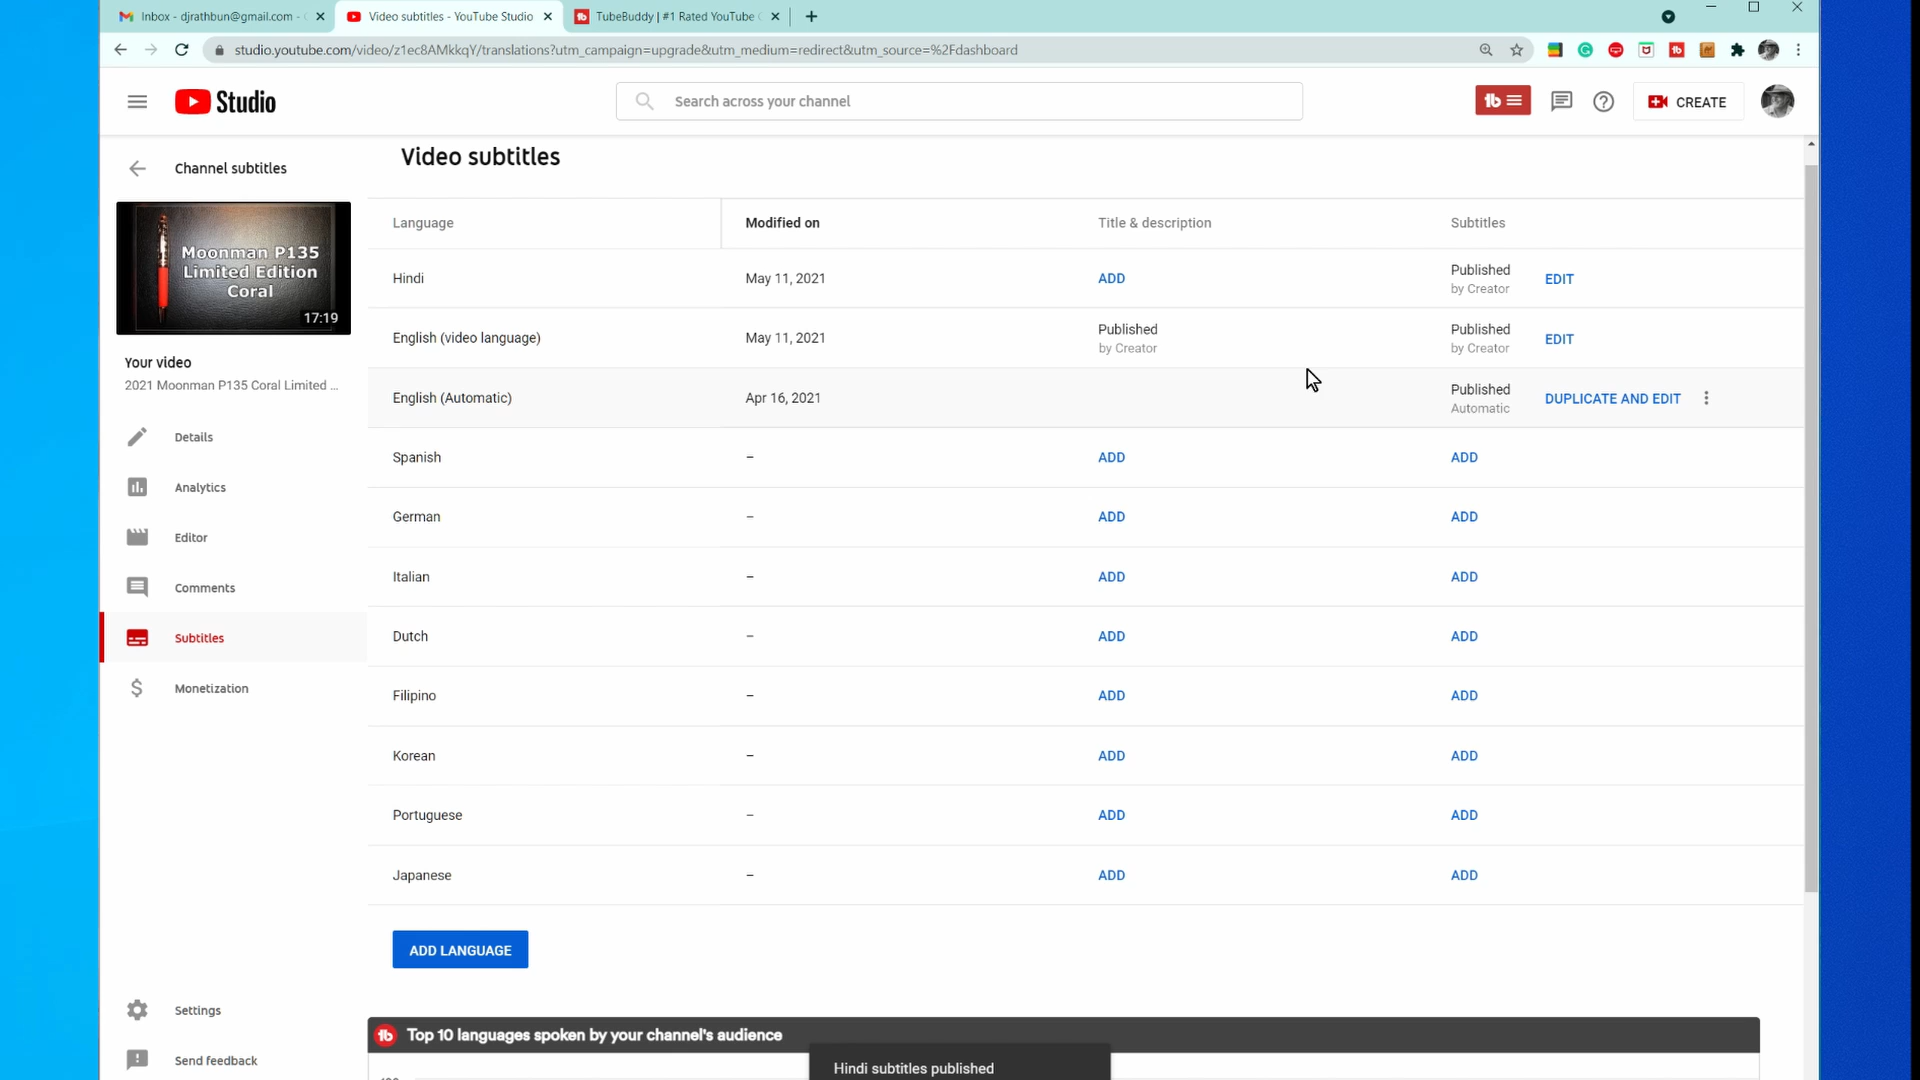 Inbox - djrathbun@gmail.com -
Video subtitles - YouTube Studio
TubeBuddy | #1 Rated YouTube
studio.youtube.com/video/z1ec8AMkkqY/translations?utm_campaign=upgrade&utm_medium=redirect&utm_source=%2Fdashboard
Studio
Search across your channel
CREATE
Channel subtitles
Moonman P135
Limited Edition
Coral
17:19
Your video
2021 Moonman P135 Coral Limited ...
Details
Analytics
Editor
Comments
Subtitles
Monetization
Settings
Send feedback
Video subtitles
Language Modified on Title & description Subtitles
Hindi May 11, 2021 ADD Published by Creator EDIT
English (video language) May 11, 2021 Published by Creator Published by Creator EDIT
English (Automatic) Apr 16, 2021 Published Automatic DUPLICATE AND EDIT
Spanish – ADD ADD
German – ADD ADD
Italian – ADD ADD
Dutch – ADD ADD
Filipino – ADD ADD
Korean – ADD ADD
Portuguese – ADD ADD
Japanese – ADD ADD
ADD LANGUAGE
Top 10 languages spoken by your channel's audience
Hindi subtitles published